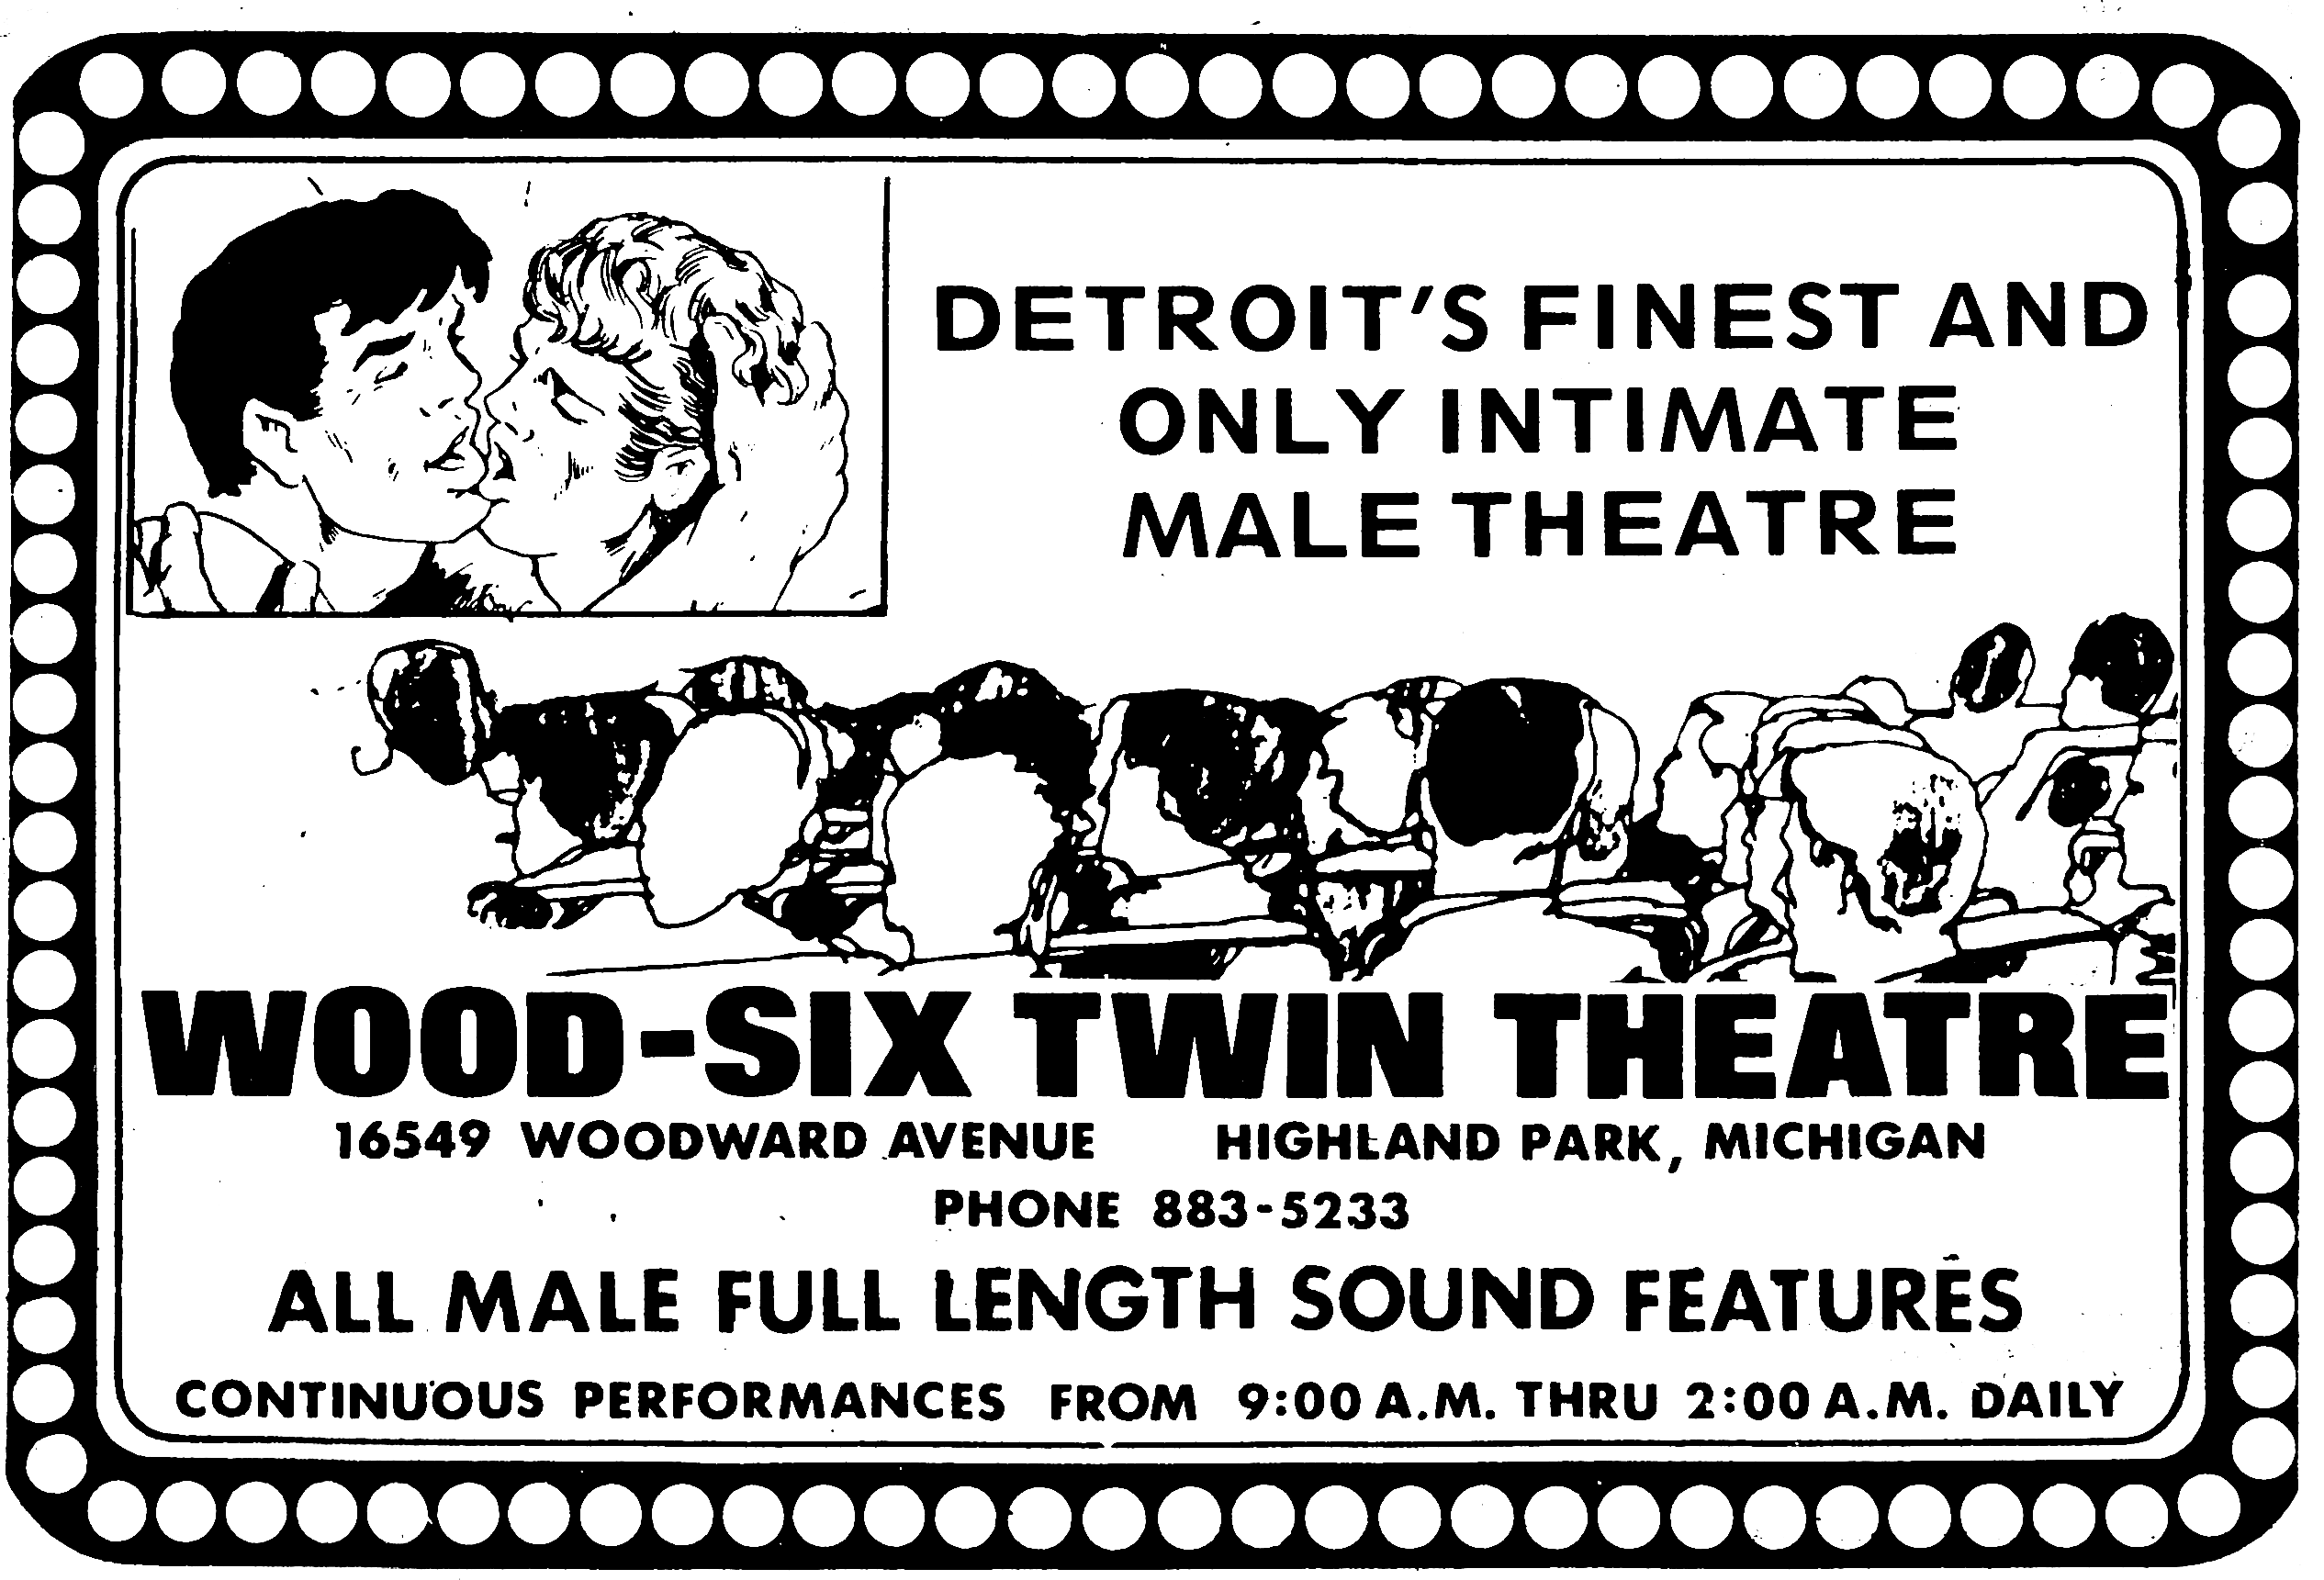 DETROIT'S FINEST AND
ONLY INTIMATE
MALE THEATRE
WOOD-SIX TWIN THEATRE
16549 WOODWARD AVENUE HIGHLAND PARK, MICHIGAN
PHONE 883-5233
ALL MALE FULL LENGTH SOUND FEATURES
CONTINUOUS PERFORMANCES FROM 9:00 A.M. THRU 2:00 A.M. DAILY